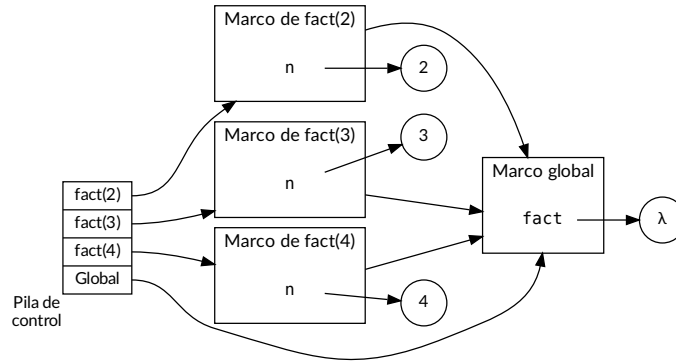 Marco de fact(2)
n
2
Marco de fact(3)
n
3
Marco de fact(4)
n
4
Marco global
fact
λ
fact(2)
fact(3)
fact(4)
Global
Pila de
control